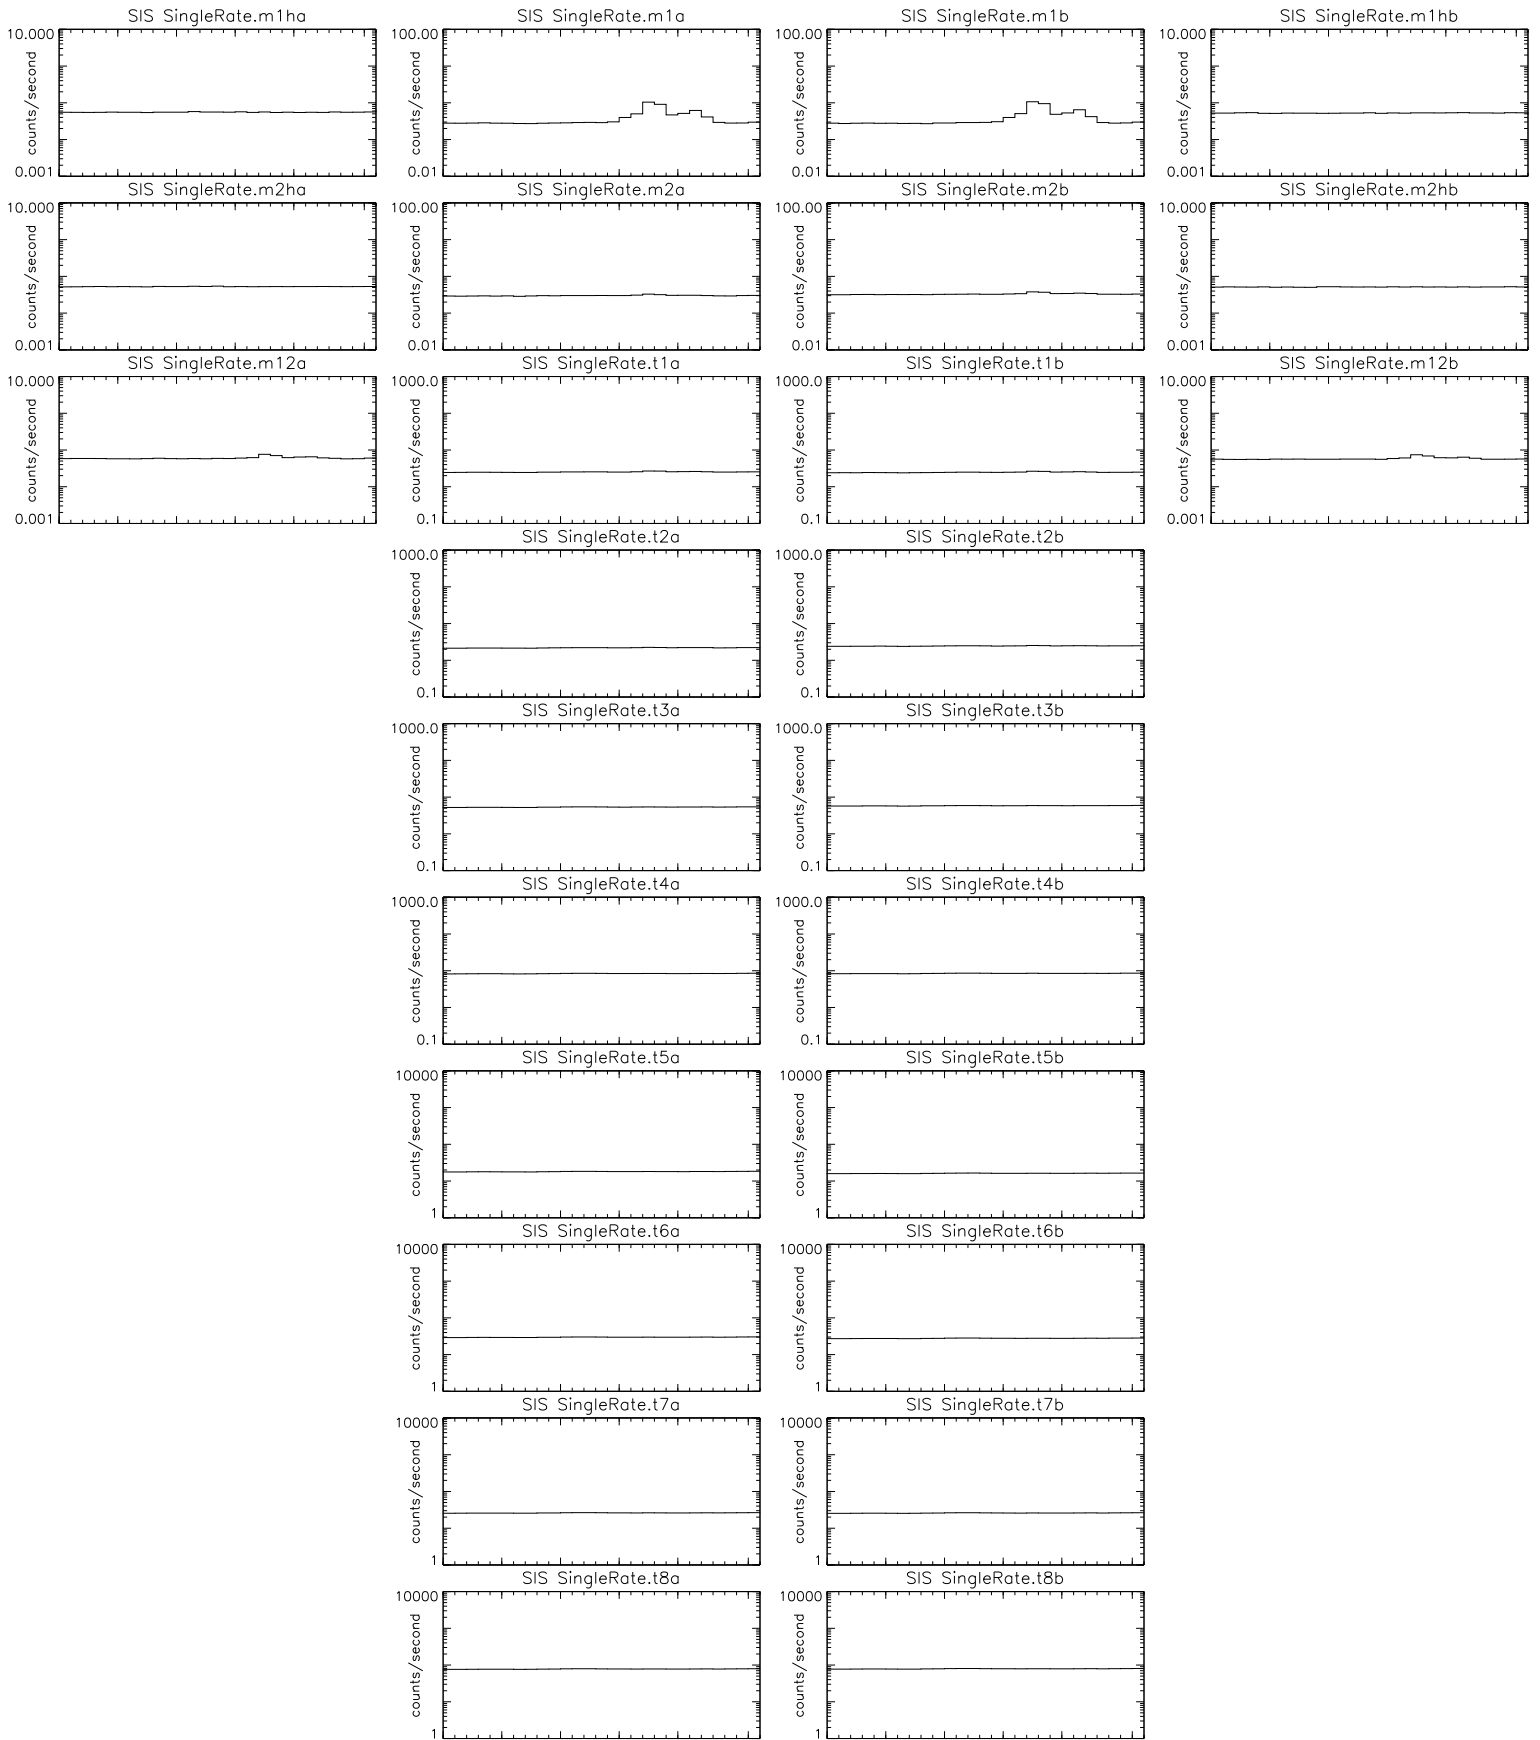 SIS SingleRate.m1ha
10.000
counts/second
0.001
SIS SingleRate.m1a
100.00
counts/second
0.01
SIS SingleRate.m1b
100.00
counts/second
0.01
SIS SingleRate.m1hb
10.000
counts/second
0.001
SIS SingleRate.m2ha
10.000
counts/second
0.001
SIS SingleRate.m2a
100.00
counts/second
0.01
SIS SingleRate.m2b
100.00
counts/second
0.01
SIS SingleRate.m2hb
10.000
counts/second
0.001
SIS SingleRate.m12a
10.000
counts/second
0.001
SIS SingleRate.t1a
1000.0
counts/second
0.1
SIS SingleRate.t1b
1000.0
counts/second
0.1
SIS SingleRate.m12b
10.000
counts/second
0.001
SIS SingleRate.t2a
1000.0
counts/second
0.1
SIS SingleRate.t2b
1000.0
counts/second
0.1
SIS SingleRate.t3a
1000.0
counts/second
0.1
SIS SingleRate.t3b
1000.0
counts/second
0.1
SIS SingleRate.t4a
1000.0
counts/second
0.1
SIS SingleRate.t4b
1000.0
counts/second
0.1
SIS SingleRate.t5a
10000
counts/second
1
SIS SingleRate.t5b
10000
counts/second
1
SIS SingleRate.t6a
10000
counts/second
1
SIS SingleRate.t6b
10000
counts/second
1
SIS SingleRate.t7a
10000
counts/second
1
SIS SingleRate.t7b
10000
counts/second
1
SIS SingleRate.t8a
10000
counts/second
1
SIS SingleRate.t8b
10000
counts/second
1